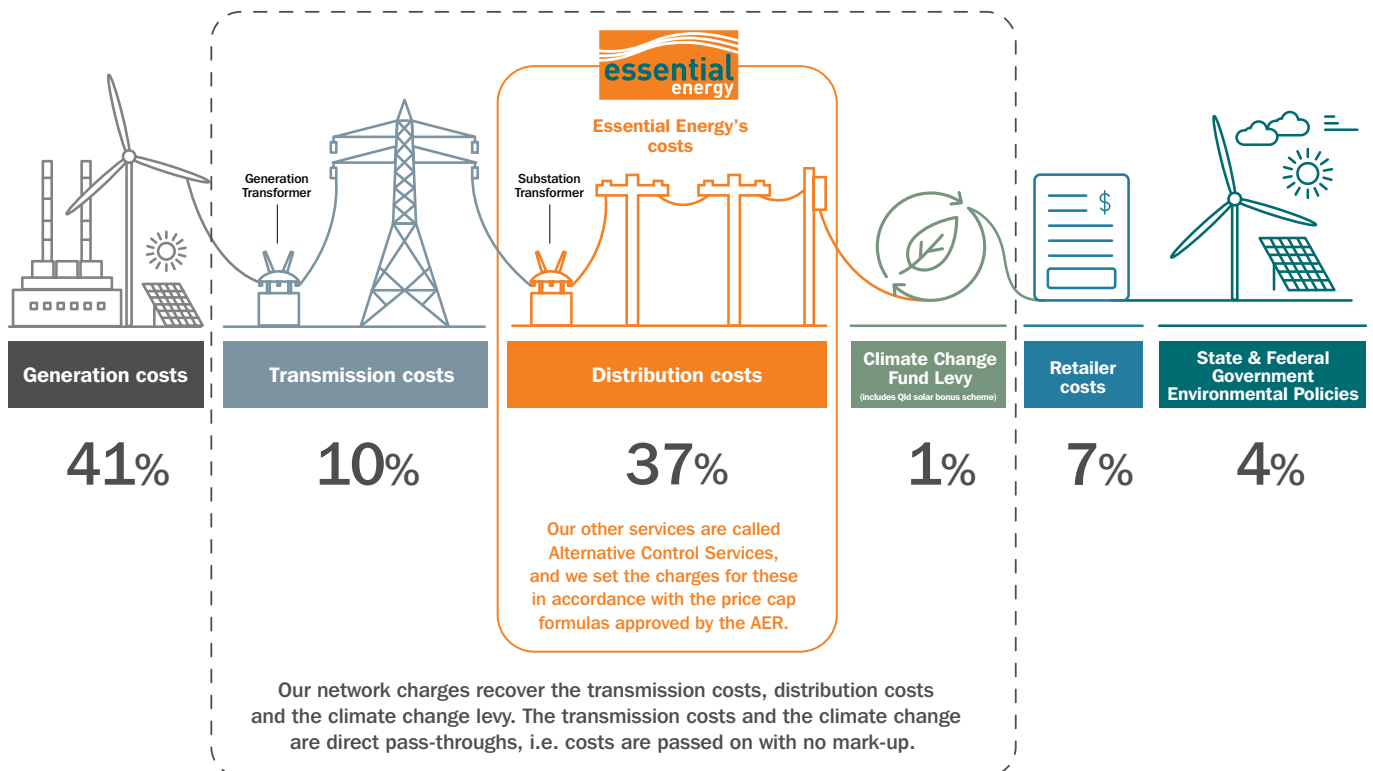 essential
energy
Essential Energy's
costs
Generation
Transformer
Substation
Transformer
$
Generation costs
Transmission costs
Distribution costs
Climate Change
Fund Levy
(includes Qld solar bonus scheme)
Retailer
costs
State & Federal
Government
Environmental Policies
41%
10%
37%
1%
7%
4%
Our other services are called
Alternative Control Services,
and we set the charges for these
in accordance with the price cap
formulas approved by the AER.
Our network charges recover the transmission costs, distribution costs
and the climate change levy. The transmission costs and the climate change
are direct pass-throughs, i.e. costs are passed on with no mark-up.